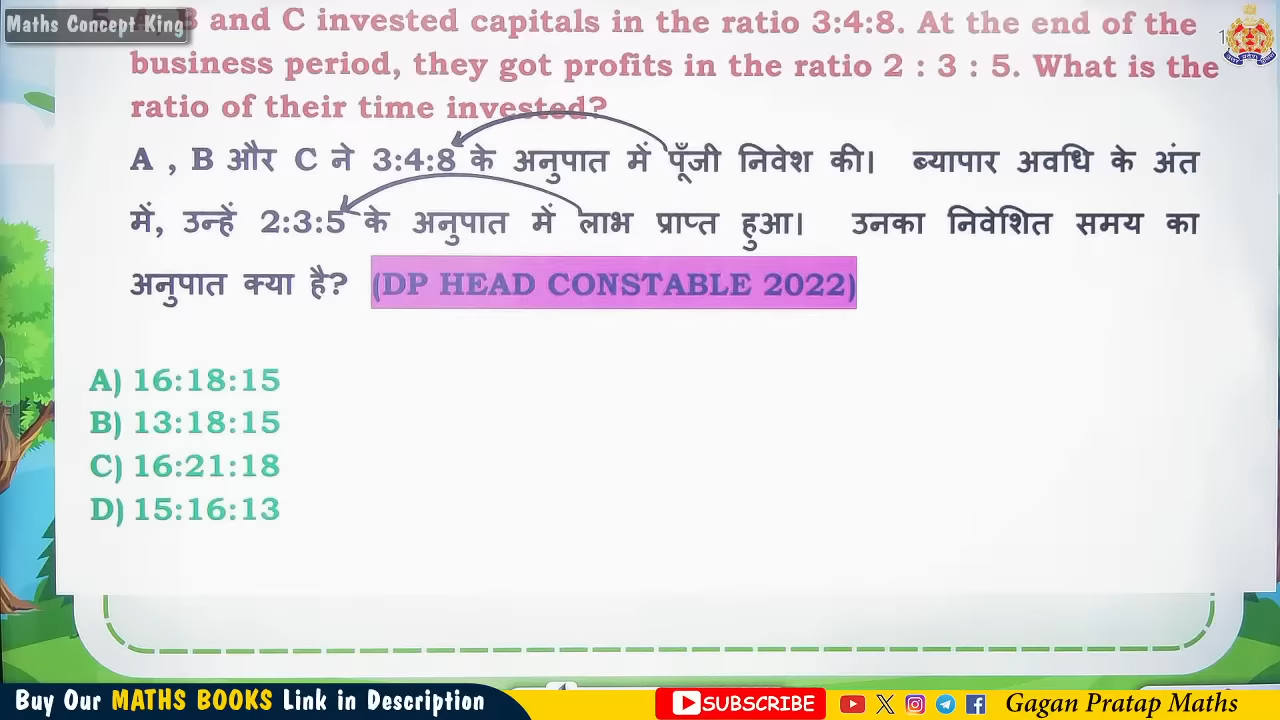 Maths Concept King
B and C invested capitals in the ratio 3:4:8. At the end of the
business period, they got profits in the ratio 2 : 3 : 5. What is the
ratio of their time invested?
A , B और C ने 3:4:8 के अनुपात में पूँजी निवेश की। ब्यापार अवधि के अंत
में, उन्हें 2:3:5 के अनुपात में लाभ प्राप्त हुआ। उनका निवेशित समय का
अनुपात क्या है? (DP HEAD CONSTABLE 2022)
A) 16:18:15
B) 13:18:15
C) 16:21:18
D) 15:16:13
Buy Our MATHS BOOKS Link in Description
SUBSCRIBE
Gagan Pratap Maths